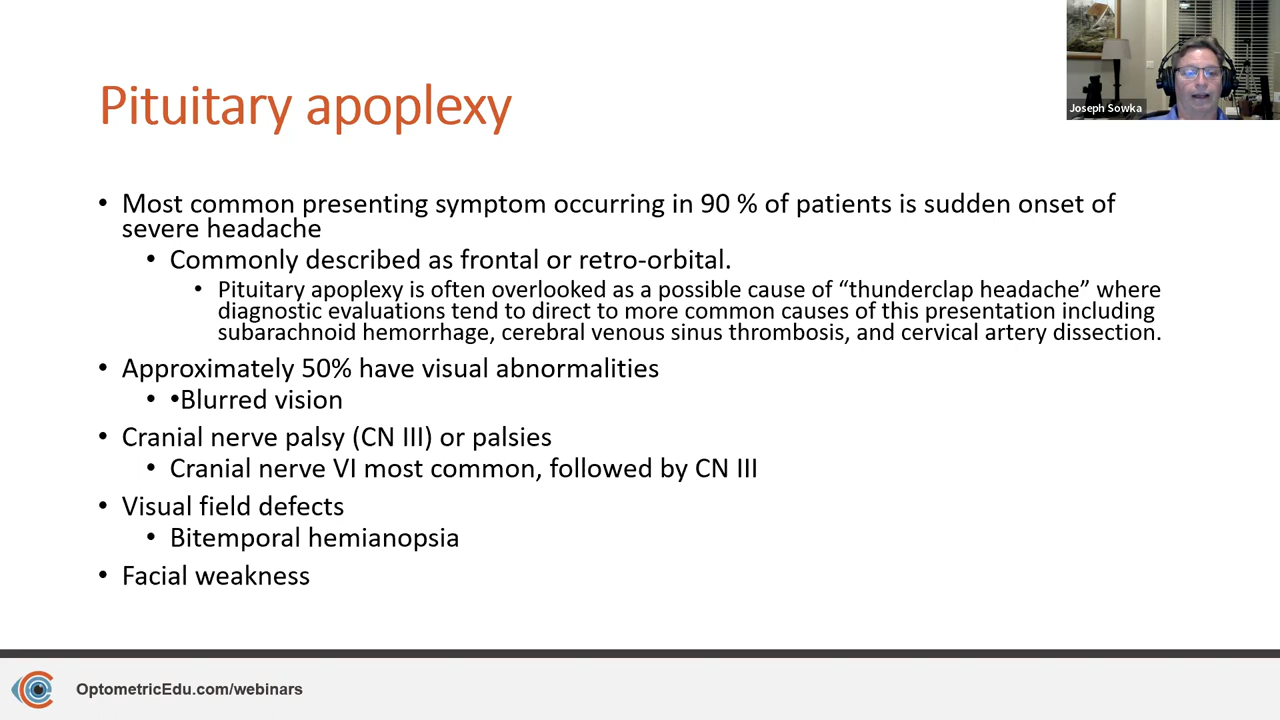 Joseph Sowka
Pituitary apoplexy
• Most common presenting symptom occurring in 90 % of patients is sudden onset of
severe headache
• Commonly described as frontal or retro-orbital.
• Pituitary apoplexy is often overlooked as a possible cause of “thunderclap headache” where
diagnostic evaluations tend to direct to more common causes of this presentation including
subarachnoid hemorrhage, cerebral venous sinus thrombosis, and cervical artery dissection.
• Approximately 50% have visual abnormalities
• •Blurred vision
• Cranial nerve palsy (CN III) or palsies
• Cranial nerve VI most common, followed by CN III
• Visual field defects
• Bitemporal hemianopsia
• Facial weakness
OptometricEdu.com/webinars